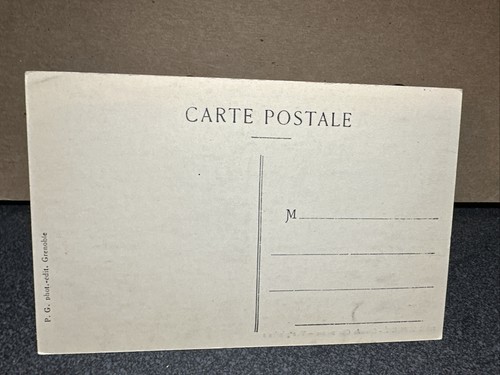 CARTE POSTALE
M
P. G. phot.-édit. Grenoble